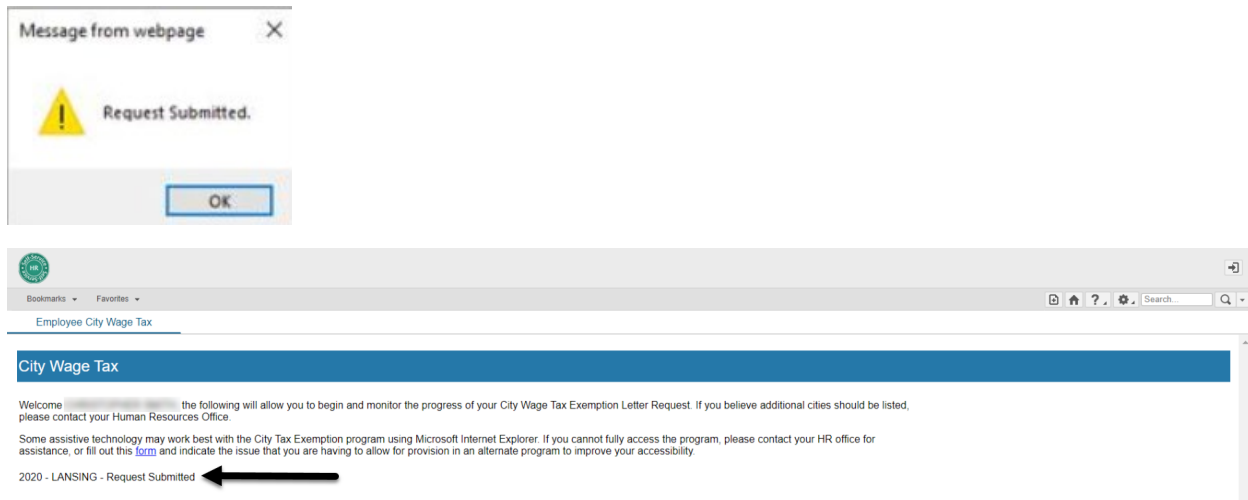 Message from webpage
Request Submitted.
OK
HR
Bookmarks Favorites
? Search...
Employee City Wage Tax
City Wage Tax
Welcome the following will allow you to begin and monitor the progress of your City Wage Tax Exemption Letter Request. If you believe additional cities should be listed,
please contact your Human Resources Office.
Some assistive technology may work best with the City Tax Exemption program using Microsoft Internet Explorer. If you cannot fully access the program, please contact your HR office for
assistance, or fill out this form and indicate the issue that you are having to allow for provision in an alternate program to improve your accessibility.
2020 - LANSING - Request Submitted